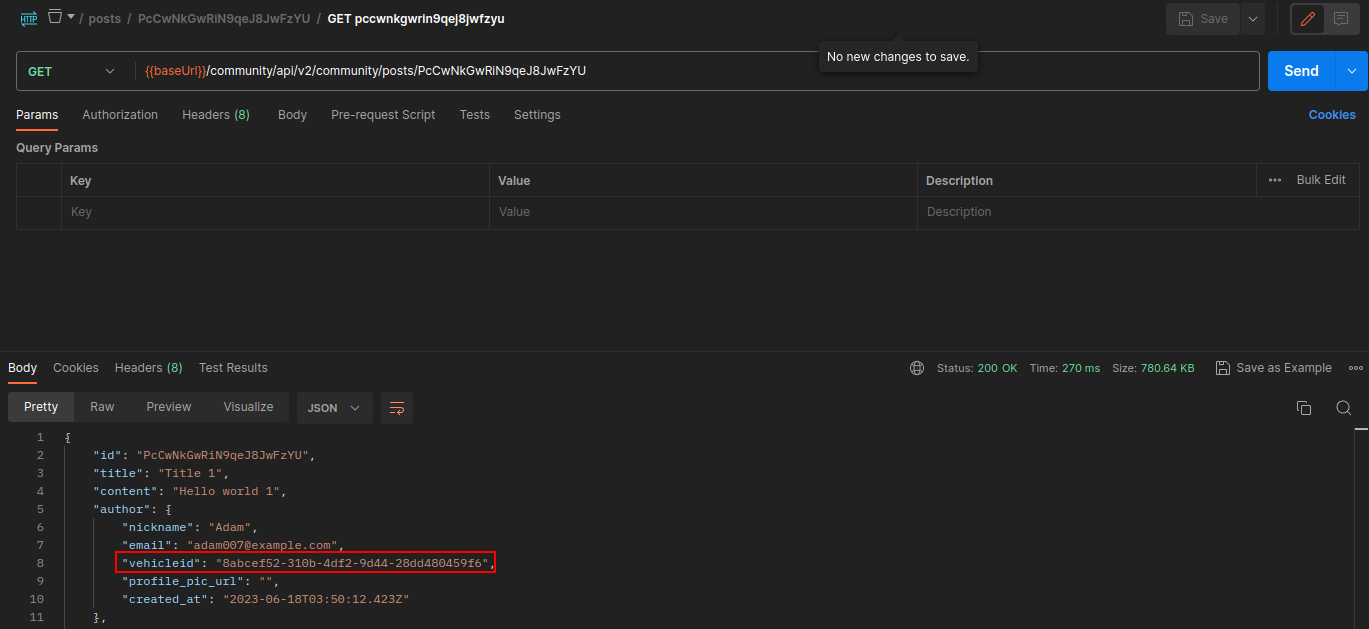 HTTP / posts / PcCwNkGwRiN9qeJ8JwFzYU / GET pccwnkgwrin9qej8jwfzyu Save
No new changes to save.
GET {{baseUrl}}/community/api/v2/community/posts/PcCwNkGwRiN9qeJ8JwFzYU Send
Params Authorization Headers (8) Body Pre-request Script Tests Settings Cookies
Query Params
Key Value Description Bulk Edit
Key Value Description
Body Cookies Headers (8) Test Results Status: 200 OK Time: 270 ms Size: 780.64 KB Save as Example
Pretty Raw Preview Visualize JSON
1 {
2 "id": "PcCwNkGwRiN9qeJ8JwFzYU",
3 "title": "Title 1",
4 "content": "Hello world 1",
5 "author": {
6 "nickname": "Adam",
7 "email": "adam007@example.com",
8 "vehicleid": "8abcef52-310b-4df2-9d44-28dd480459f6",
9 "profile_pic_url": "",
10 "created_at": "2023-06-18T03:50:12.423Z"
11 },